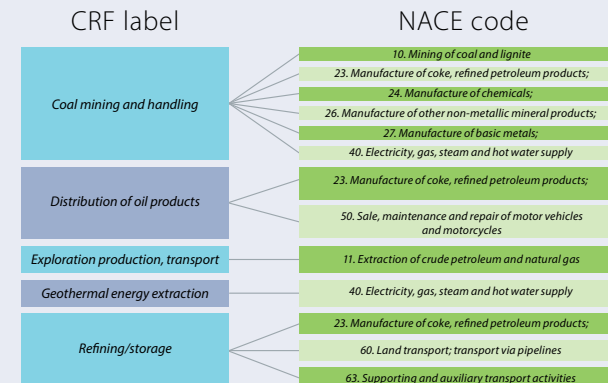 CRF label
NACE code
Coal mining and handling
10. Mining of coal and lignite
23. Manufacture of coke, refined petroleum products;
24. Manufacture of chemicals;
26. Manufacture of other non-metallic mineral products;
27. Manufacture of basic metals;
40. Electricity, gas, steam and hot water supply
Distribution of oil products
23. Manufacture of coke, refined petroleum products;
50. Sale, maintenance and repair of motor vehicles
and motorcycles
Exploration production, transport
11. Extraction of crude petroleum and natural gas
Geothermal energy extraction
40. Electricity, gas, steam and hot water supply
Refining/storage
23. Manufacture of coke, refined petroleum products;
60. Land transport; transport via pipelines
63. Supporting and auxiliary transport activities